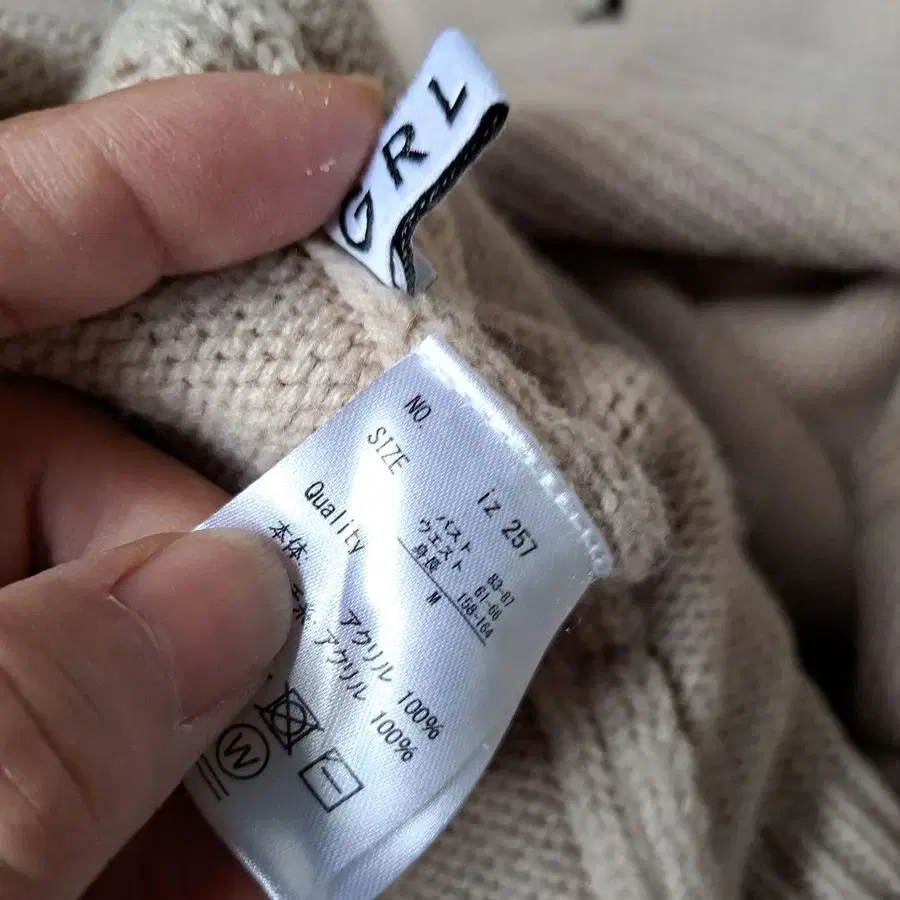 GRL
NO. iz 257
SIZE
バスト 83-87
ウエスト 61-66
身長 158-164
M
Quality
本体 アクリル 100%
アクリル 100%
W